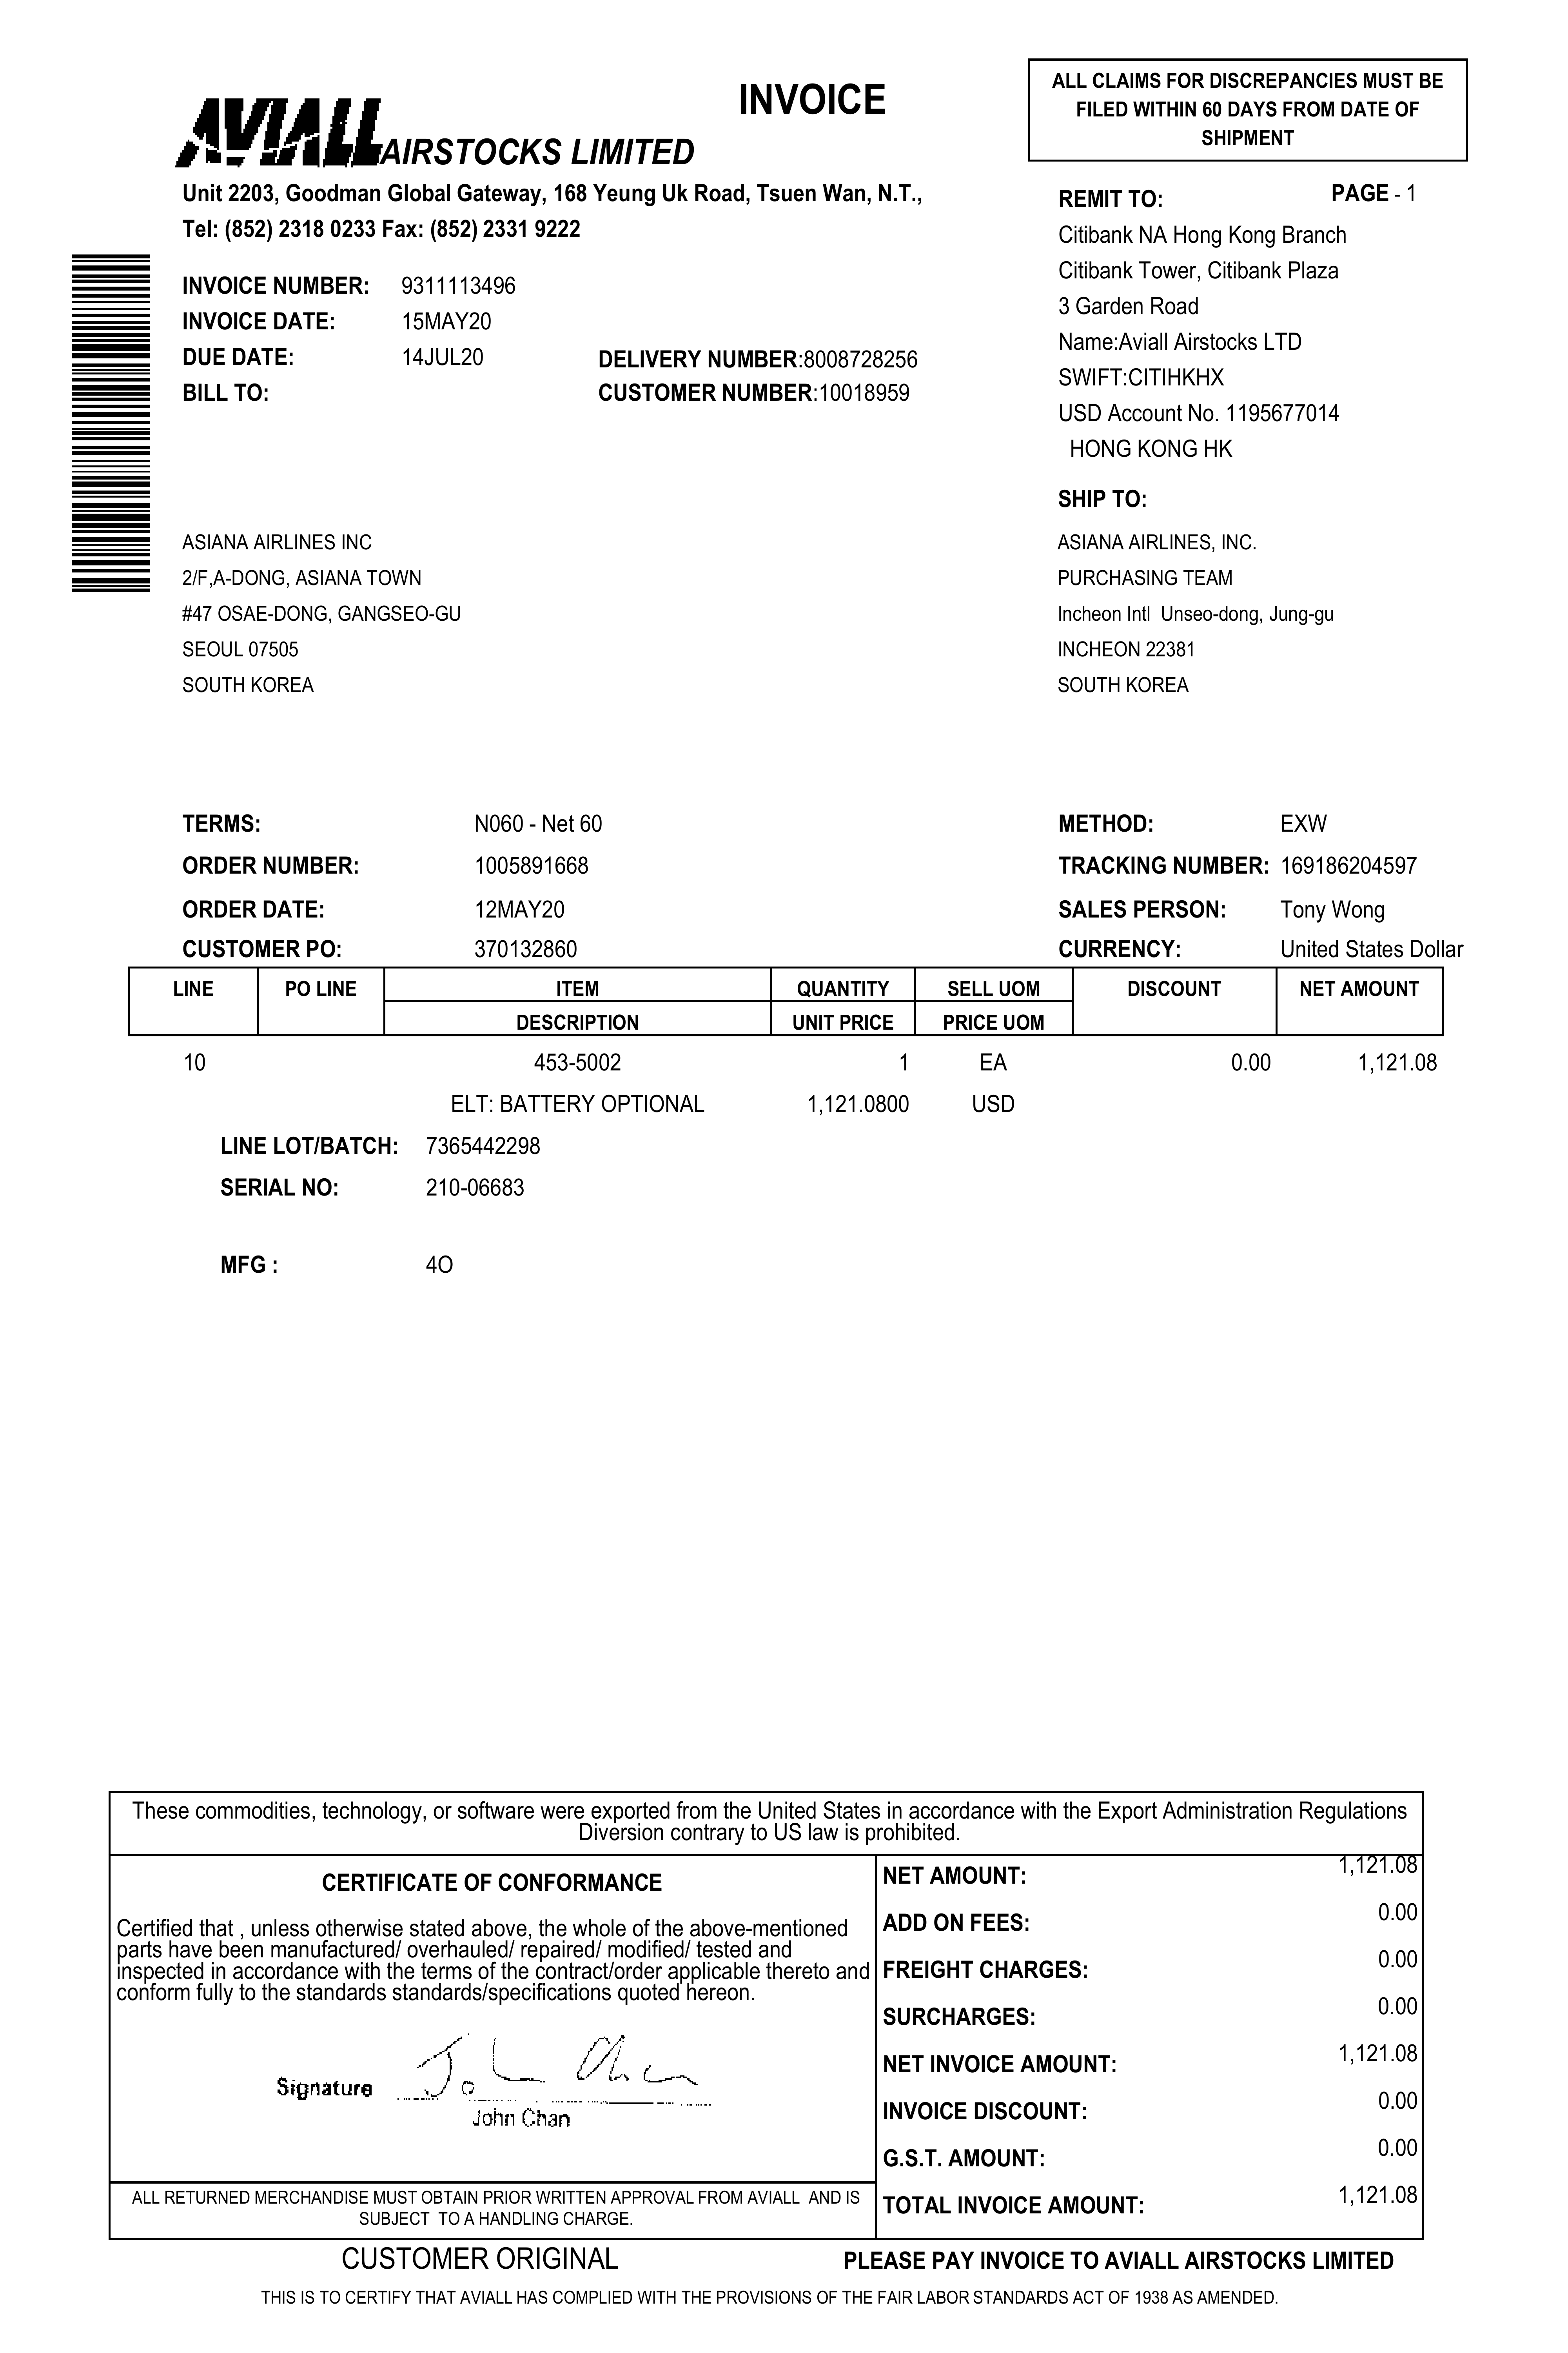 INVOICE
ALL CLAIMS FOR DISCREPANCIES MUST BE
FILED WITHIN 60 DAYS FROM DATE OF
SHIPMENT
AVIALL AIRSTOCKS LIMITED
Unit 2203, Goodman Global Gateway, 168 Yeung Uk Road, Tsuen Wan, N.T.,
Tel: (852) 2318 0233 Fax: (852) 2331 9222
REMIT TO: PAGE - 1
Citibank NA Hong Kong Branch
Citibank Tower, Citibank Plaza
3 Garden Road
Name:Aviall Airstocks LTD
SWIFT:CITIHKHX
USD Account No. 1195677014
HONG KONG HK
INVOICE NUMBER: 9311113496
INVOICE DATE: 15MAY20
DUE DATE: 14JUL20 DELIVERY NUMBER:8008728256
BILL TO: CUSTOMER NUMBER:10018959
ASIANA AIRLINES INC
2/F,A-DONG, ASIANA TOWN
#47 OSAE-DONG, GANGSEO-GU
SEOUL 07505
SOUTH KOREA
SHIP TO:
ASIANA AIRLINES, INC.
PURCHASING TEAM
Incheon Intl Unseo-dong, Jung-gu
INCHEON 22381
SOUTH KOREA
TERMS: N060 - Net 60 METHOD: EXW
ORDER NUMBER: 1005891668 TRACKING NUMBER: 169186204597
ORDER DATE: 12MAY20 SALES PERSON: Tony Wong
CUSTOMER PO: 370132860 CURRENCY: United States Dollar
LINE PO LINE ITEM QUANTITY SELL UOM DISCOUNT NET AMOUNT
DESCRIPTION UNIT PRICE PRICE UOM
10 453-5002 1 EA 0.00 1,121.08
ELT: BATTERY OPTIONAL 1,121.0800 USD
LINE LOT/BATCH: 7365442298
SERIAL NO: 210-06683
MFG : 4O
These commodities, technology, or software were exported from the United States in accordance with the Export Administration Regulations
Diversion contrary to US law is prohibited.
CERTIFICATE OF CONFORMANCE
Certified that , unless otherwise stated above, the whole of the above-mentioned
parts have been manufactured/ overhauled/ repaired/ modified/ tested and
inspected in accordance with the terms of the contract/order applicable thereto and
conform fully to the standards standards/specifications quoted hereon.
Signature John Chan
John Chan
ALL RETURNED MERCHANDISE MUST OBTAIN PRIOR WRITTEN APPROVAL FROM AVIALL AND IS
SUBJECT TO A HANDLING CHARGE.
NET AMOUNT: 1,121.08
ADD ON FEES: 0.00
FREIGHT CHARGES: 0.00
SURCHARGES: 0.00
NET INVOICE AMOUNT: 1,121.08
INVOICE DISCOUNT: 0.00
G.S.T. AMOUNT: 0.00
TOTAL INVOICE AMOUNT: 1,121.08
CUSTOMER ORIGINAL PLEASE PAY INVOICE TO AVIALL AIRSTOCKS LIMITED
THIS IS TO CERTIFY THAT AVIALL HAS COMPLIED WITH THE PROVISIONS OF THE FAIR LABOR STANDARDS ACT OF 1938 AS AMENDED.